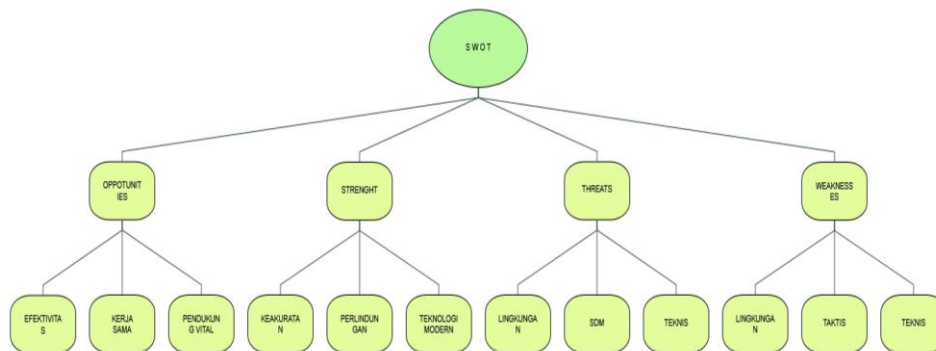 S W O T
OPPOTUNIT
IES
STRENGHT
THREATS
WEAKNESS
ES
EFEKTIVITA
S
KERJA
SAMA
PENDUKUN
G VITAL
KEAKURATA
N
PERLINDUN
GAN
TEKNOLOGI
MODERN
LINGKUNGA
N
SDM
TEKNIS
LINGKUNGA
N
TAKTIS
TEKNIS